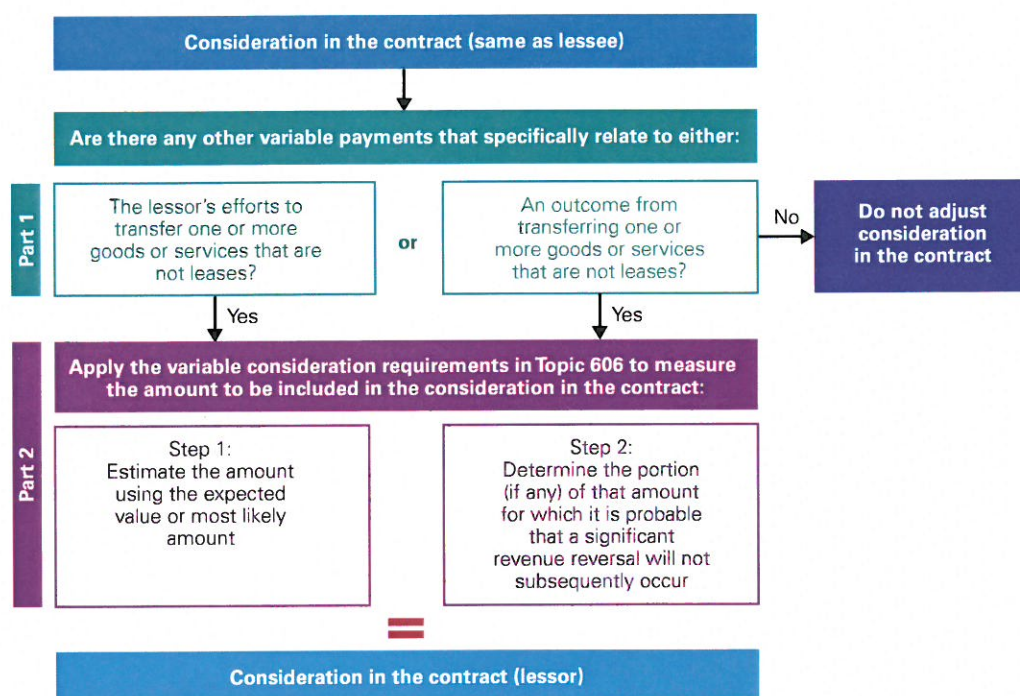 Consideration in the contract (same as lessee)
Are there any other variable payments that specifically relate to either:
Part 1
The lessor's efforts to
transfer one or more
goods or services that are
not leases?
or
An outcome from
transferring one or
more goods or services
that are not leases?
No
Do not adjust
consideration
in the contract
Yes
Yes
Part 2
Apply the variable consideration requirements in Topic 606 to measure
the amount to be included in the consideration in the contract:
Step 1:
Estimate the amount
using the expected
value or most likely
amount
Step 2:
Determine the portion
(if any) of that amount
for which it is probable
that a significant
revenue reversal will not
subsequently occur
=
Consideration in the contract (lessor)